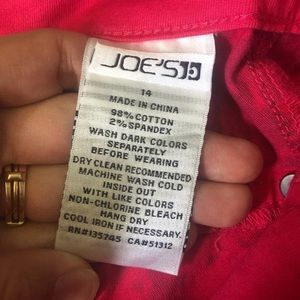 JOE'S
14
MADE IN CHINA
98% COTTON
2% SPANDEX
WASH DARK COLORS
SEPARATELY
BEFORE WEARING
DRY CLEAN RECOMMENDED
MACHINE WASH COLD
INSIDE OUT
WITH LIKE COLORS
NON-CHLORINE BLEACH
HANG DRY
COOL IRON IF NECESSARY.
RN#135745 CA#51312